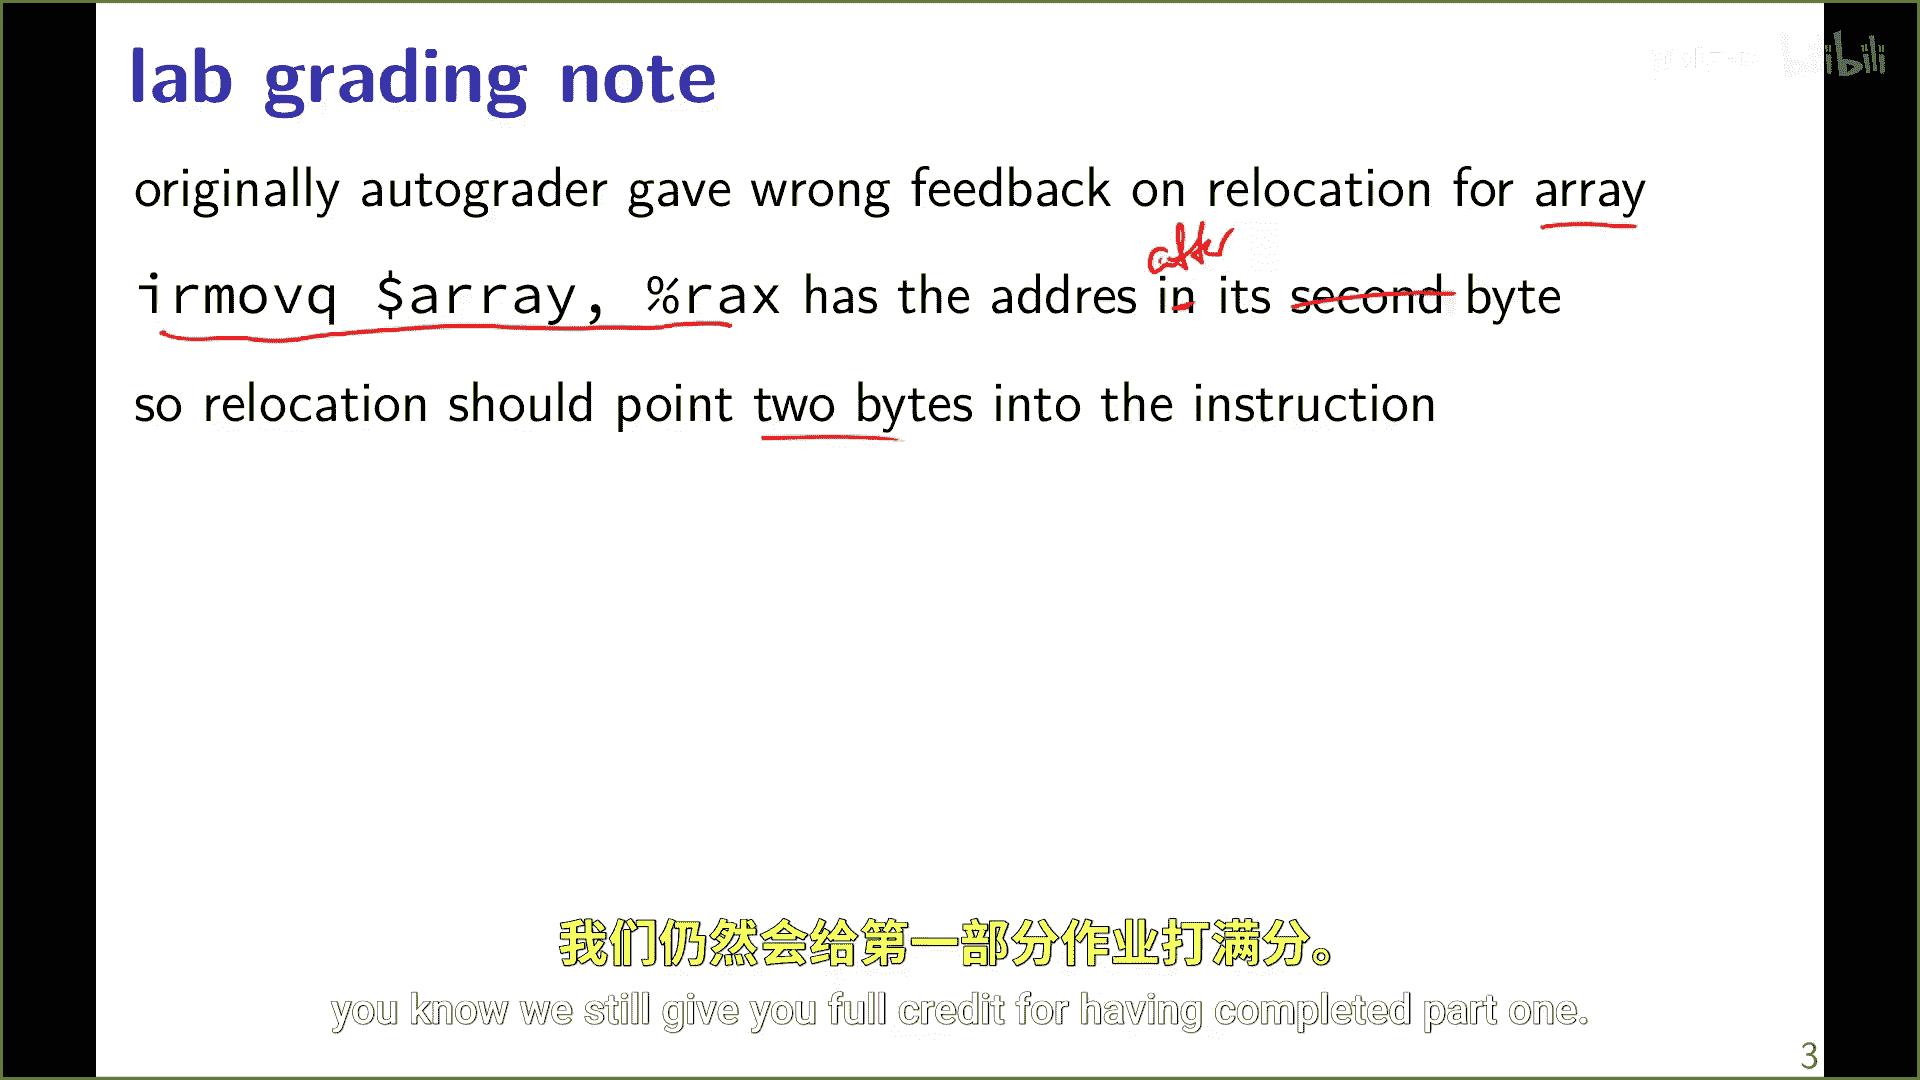 lab grading note
originally autograder gave wrong feedback on relocation for array
after
irmovq $array, %rax has the addres in its second byte
so relocation should point two bytes into the instruction
我们仍然会给第一部分作业打满分。
you know we still give you full credit for having completed part one.
3
bilibili